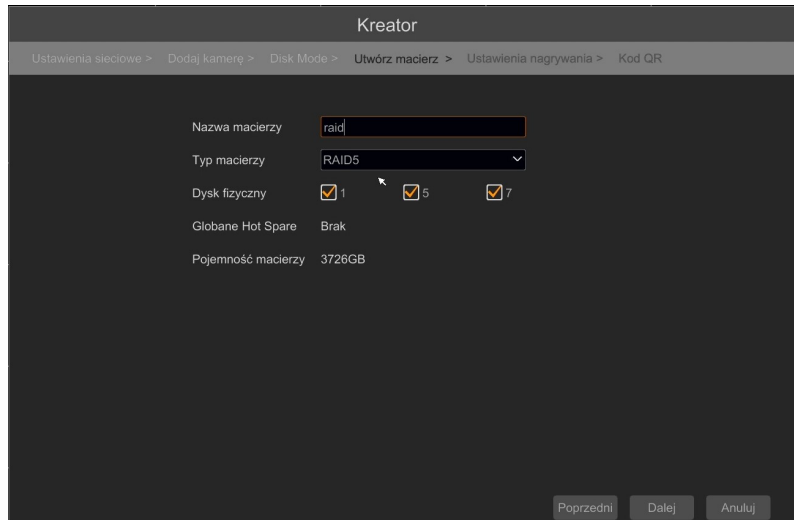 Kreator
Ustawienia sieciowe > Dodaj kamerę > Disk Mode > Utwórz macierz > Ustawienia nagrywania > Kod QR
Nazwa macierzy raid
Typ macierzy RAID5
Dysk fizyczny 1 5 7
Globane Hot Spare Brak
Pojemność macierzy 3726GB
Poprzedni Dalej Anuluj